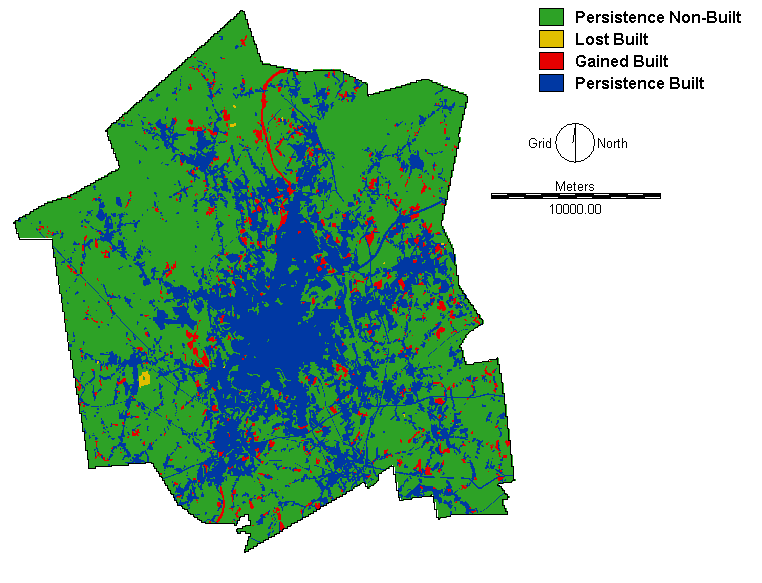 Persistence Non-Built
Lost Built
Gained Built
Persistence Built
Grid North
Meters
10000.00